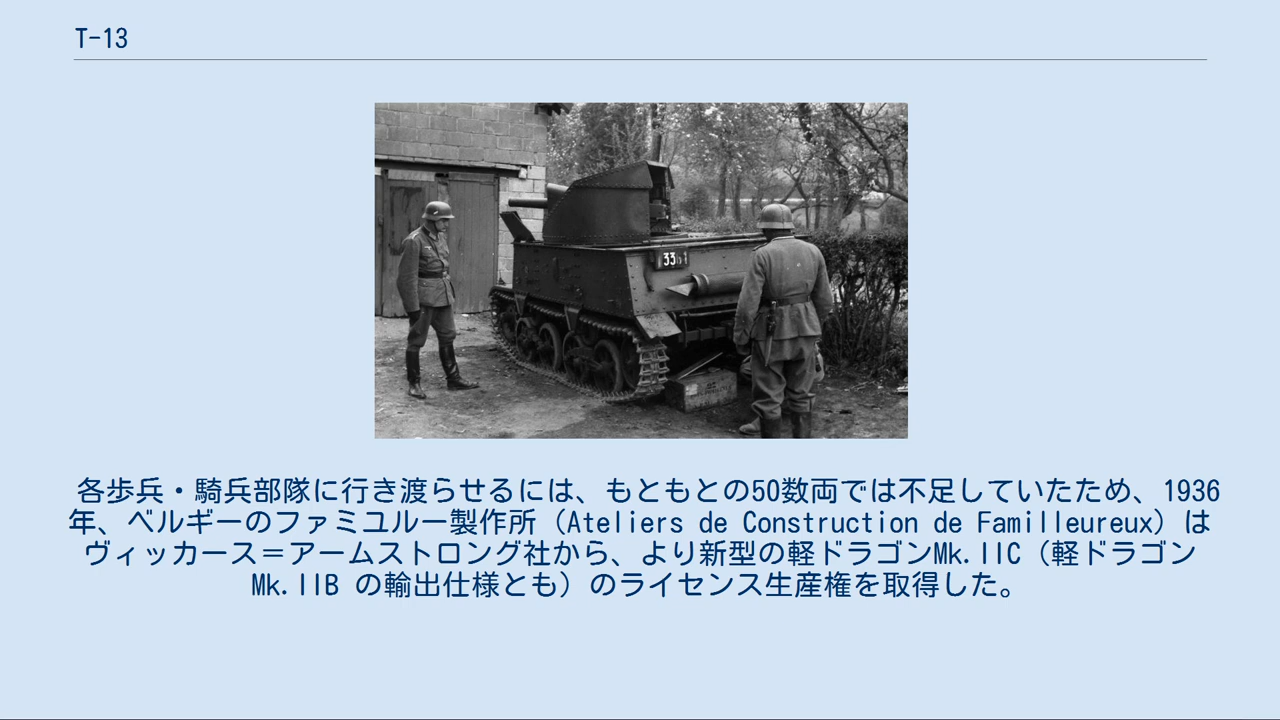 T-13
各歩兵・騎兵部隊に行き渡らせるには、もともとの50数両では不足していたため、1936
年、ベルギーのファミユルー製作所（Ateliers de Construction de Familleureux）は
ヴィッカース＝アームストロング社から、より新型の軽ドラゴンMk.IIC（軽ドラゴン
Mk.IIB の輸出仕様とも）のライセンス生産権を取得した。